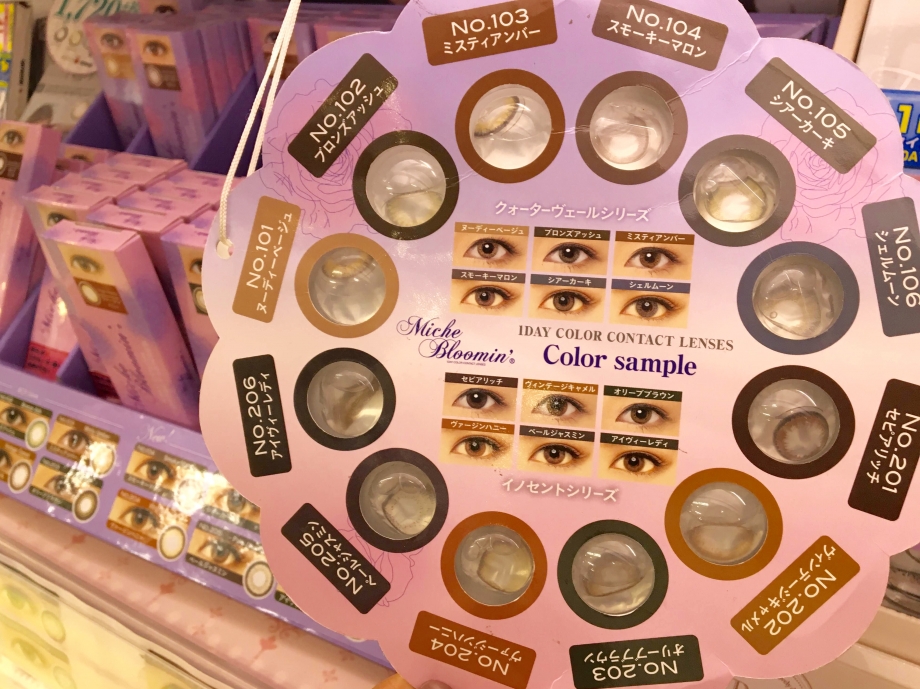 No.103
ミスティアンバー
No.104
スモーキーマロン
No.105
シアーカーキ
No.106
シェルムーン
No.102
ブロンズアッシュ
No.101
ヌーディーベージュ
クォーターヴェールシリーズ
ヌーディーベージュ
ブロンズアッシュ
ミスティアンバー
スモーキーマロン
シアーカーキ
シェルムーン
Miche
Bloomin'®
1DAY COLOR CONTACT LENSES
Color sample
セピアリッチ
ヴィンテージキャメル
オリーブブラウン
ヴァージンハニー
ペールジャスミン
アイヴィーレディ
イノセントシリーズ
No.206
アイヴィーレディ
No.205
ペールジャスミン
No.204
ヴァージンハニー
No.203
オリーブブラウン
No.202
ヴィンテージキャメル
No.201
セピアリッチ
New!